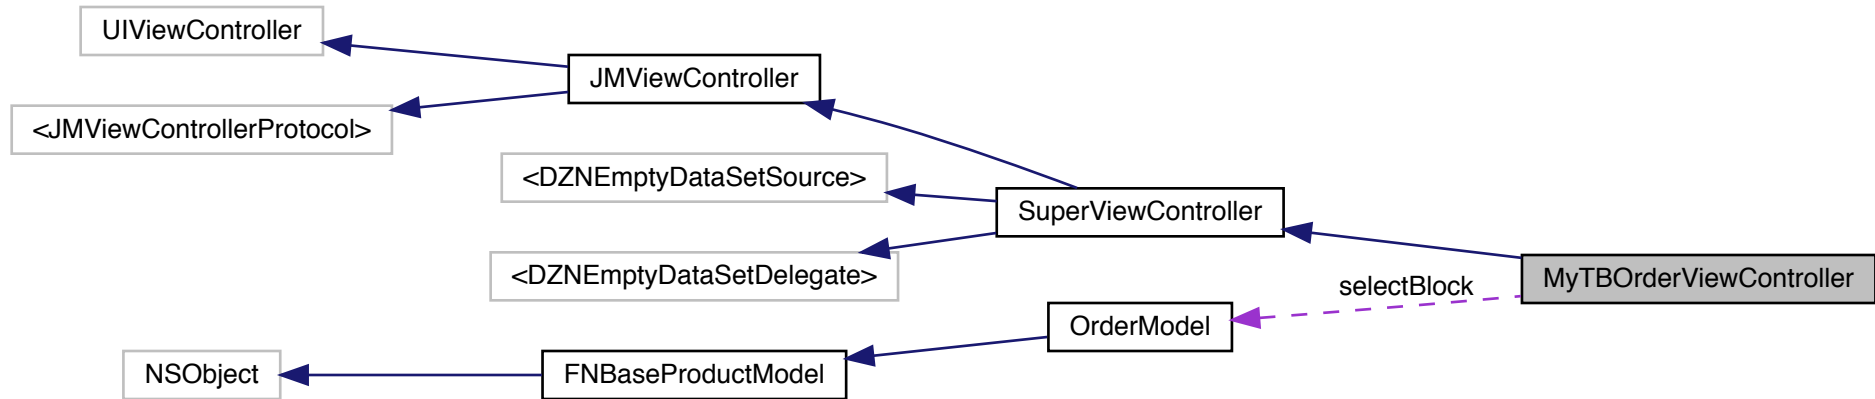 UIViewController
JMViewController
<JMViewControllerProtocol>
<DZNEmptyDataSetSource>
SuperViewController
<DZNEmptyDataSetDelegate>
MyTBOrderViewController
selectBlock
OrderModel
NSObject
FNBaseProductModel